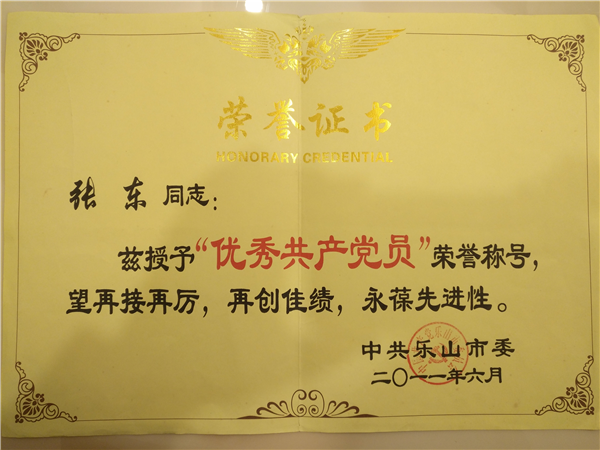 荣誉证书
HONORARY CREDENTIAL
张东同志：
兹授予“优秀共产党员”荣誉称号，
望再接再厉，再创佳绩，永葆先进性。
中共乐山市委
二〇一一年六月